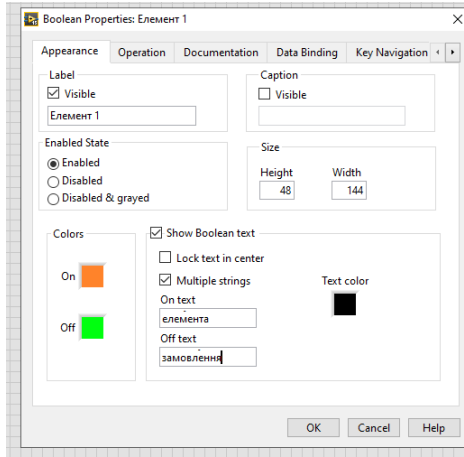 Boolean Properties: Елемент 1
Appearance Operation Documentation Data Binding Key Navigation
Label
Visible
Елемент 1
Caption
Visible
Enabled State
Enabled
Disabled
Disabled & grayed
Size
Height Width
48 144
Colors
On
Off
Show Boolean text
Lock text in center
Multiple strings
On text
елемента
Off text
замовлення
Text color
OK Cancel Help